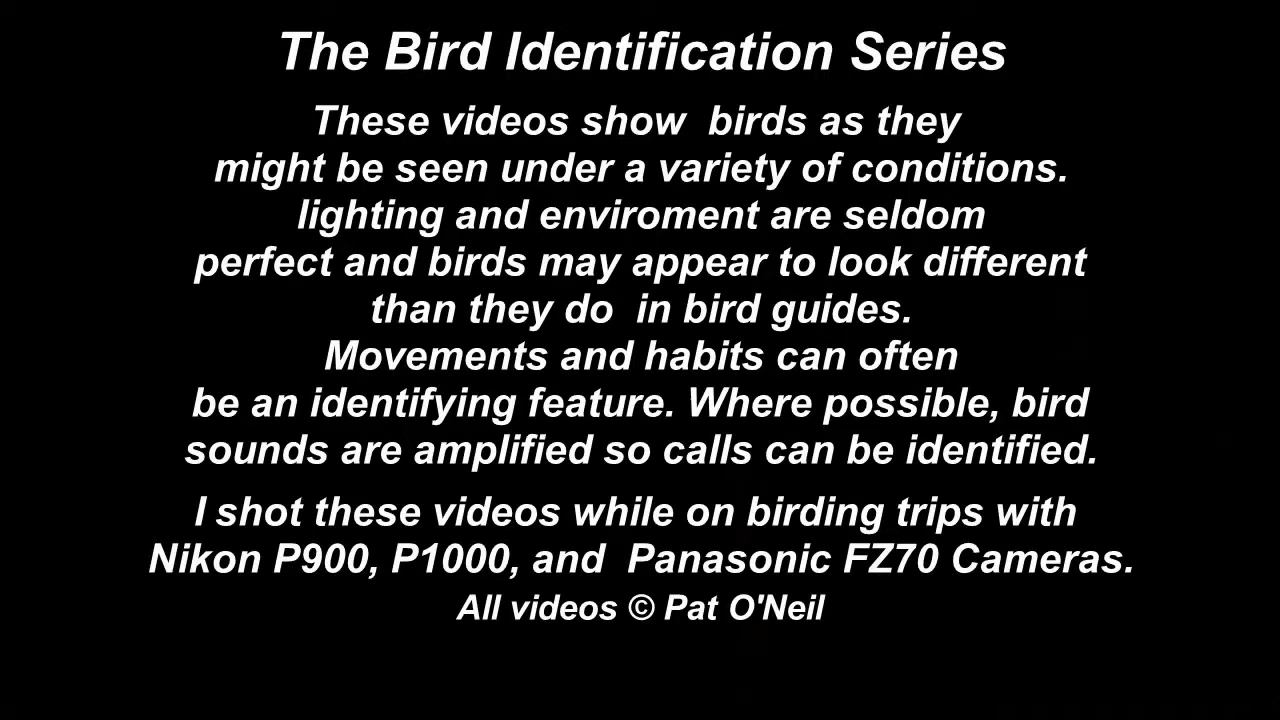 The Bird Identification Series
These videos show  birds as they
might be seen under a variety of conditions.
lighting and enviroment are seldom
perfect and birds may appear to look different
than they do  in bird guides.
Movements and habits can often
be an identifying feature. Where possible, bird
sounds are amplified so calls can be identified.
I shot these videos while on birding trips with
Nikon P900, P1000, and  Panasonic FZ70 Cameras.
All videos © Pat O'Neil